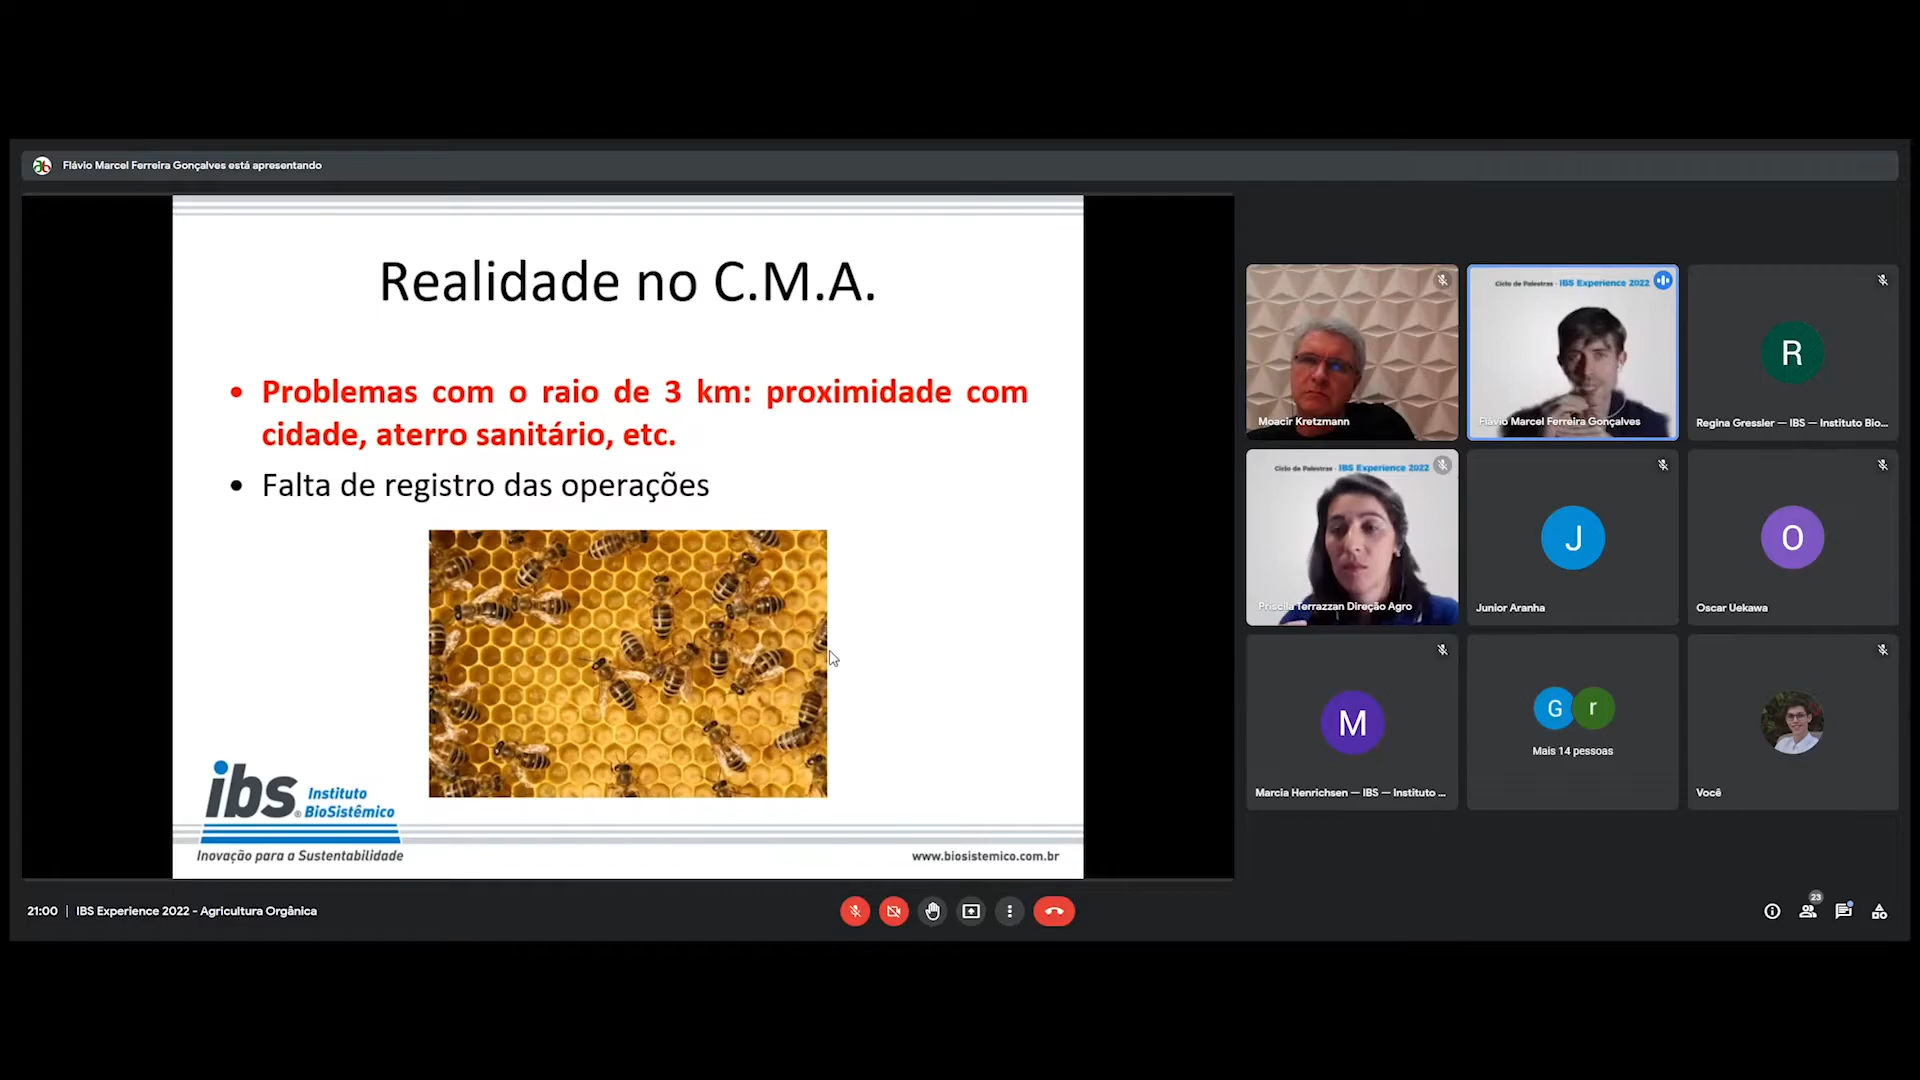 Flávio Marcel Ferreira Gonçalves está apresentando
Realidade no C.M.A.
• Problemas com o raio de 3 km: proximidade com
cidade, aterro sanitário, etc.
• Falta de registro das operações
ibs® Instituto
BioSistêmico
Inovação para a Sustentabilidade
www.biosistemico.com.br
Moacir Kretzmann
Ciclo de Palestras - IBS Experience 2022
Flávio Marcel Ferreira Gonçalves
R
Regina Gressler — IBS — Instituto Bio...
Ciclo de Palestras - IBS Experience 2022
Priscila Terrazzan Direção Agro
J
Junior Aranha
O
Oscar Uekawa
M
Marcia Henrichsen — IBS — Instituto ...
G r
Mais 14 pessoas
Você
21:00 | IBS Experience 2022 - Agricultura Orgânica
23